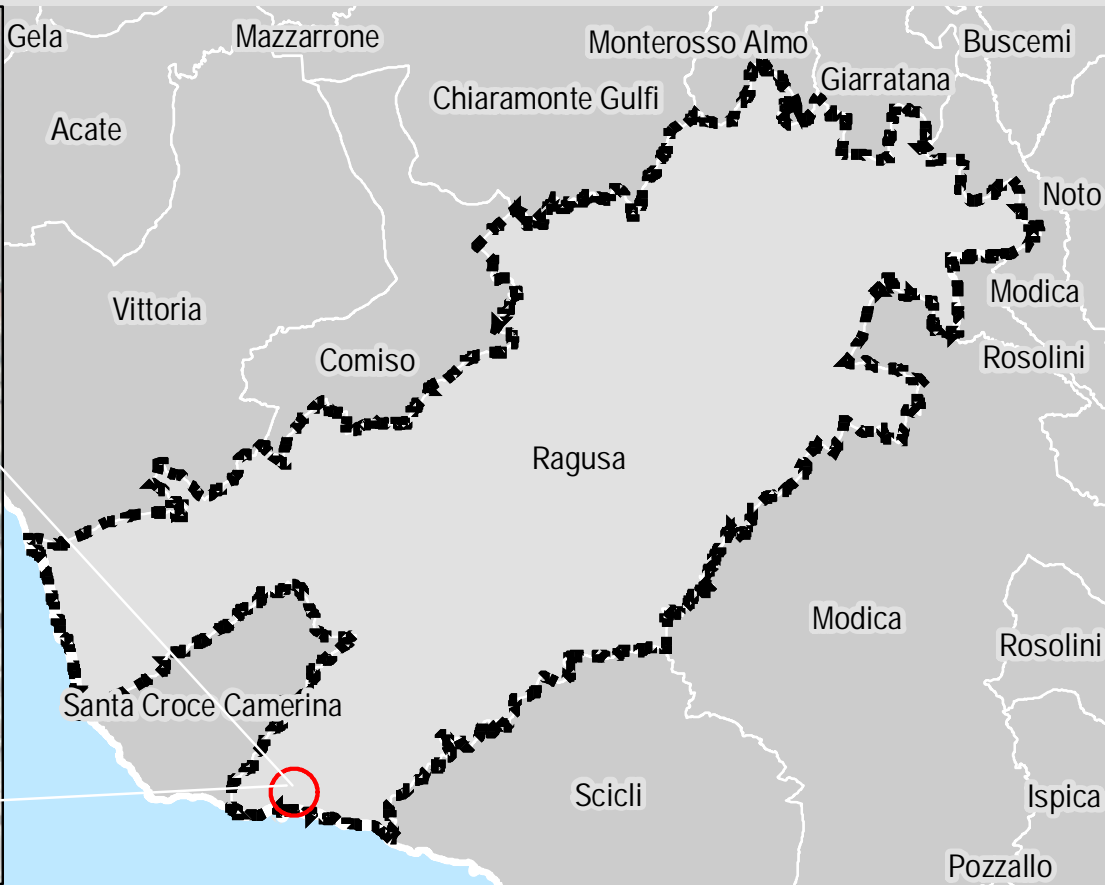 Gela
Mazzarrone
Monterosso Almo
Buscemi
Giarratana
Chiaramonte Gulfi
Acate
Noto
Modica
Vittoria
Comiso
Rosolini
Ragusa
Modica
Rosolini
Santa Croce Camerina
Scicli
Ispica
Pozzallo